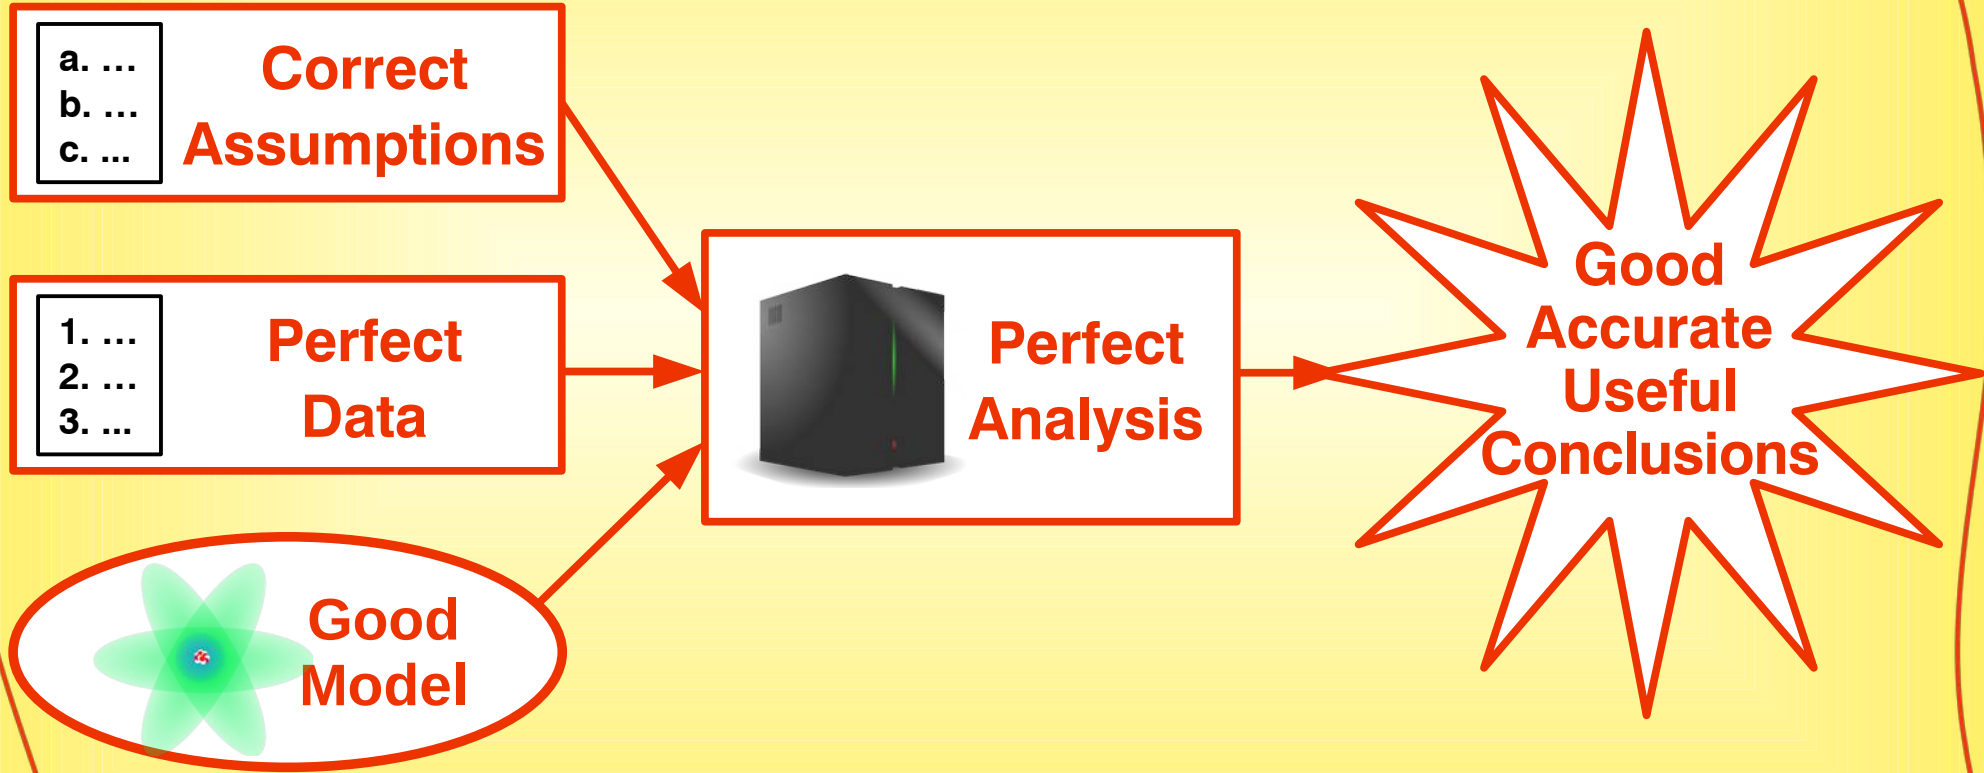 a. …
b. …
c. ...
Correct
Assumptions
1. …
2. …
3. ...
Perfect
Data
Good
Model
Perfect
Analysis
Good
Accurate
Useful
Conclusions